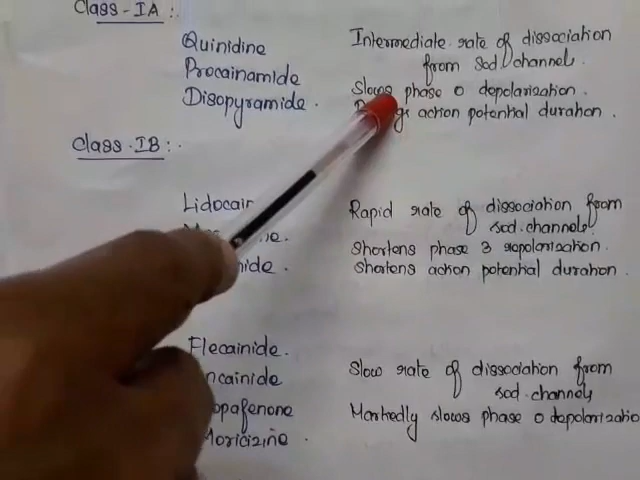 Class-IA :.
Quinidine
Procainamide
Disopyramide.
Intermediate rate of dissociation
from sod channels.
Slows phase 0 depolarization.
action potential duration.
Class-IB :.
Rapid rate of dissociation from
sod.channels.
Shortens phase 3 repolarization.
Shortens action potential duration.
Flecainide.
Slow rate of dissociation from
sod.channels
Markedly slows phase 0 depolarizatio
Moricizine.